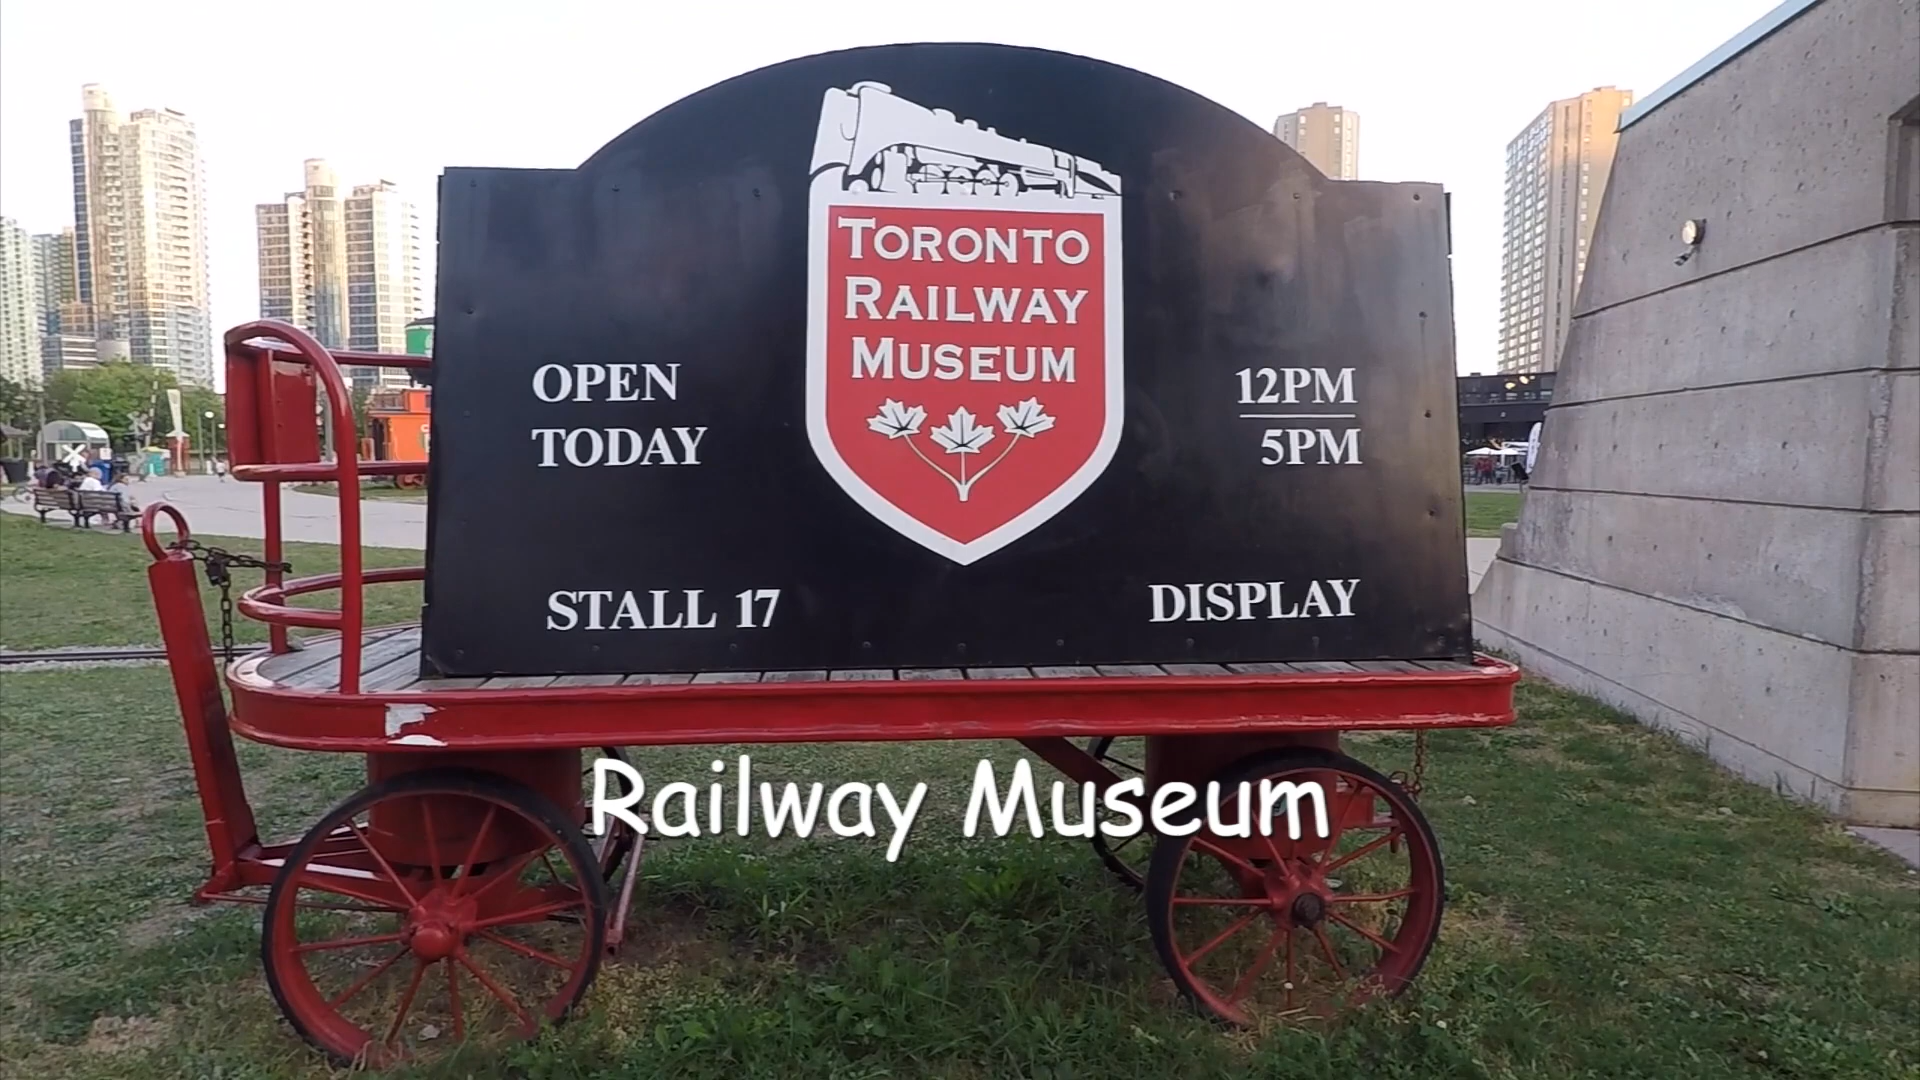 TORONTO
RAILWAY
MUSEUM
OPEN
TODAY
12PM
5PM
STALL 17
DISPLAY
Railway Museum